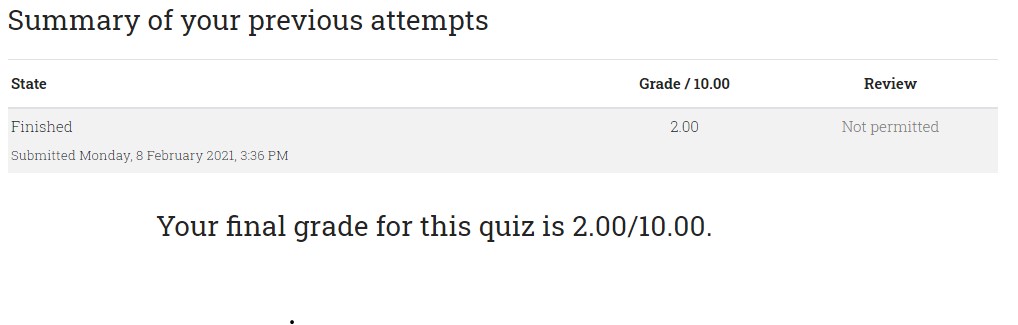 Summary of your previous attempts
State Grade / 10.00 Review
Finished 2.00 Not permitted
Submitted Monday, 8 February 2021, 3:36 PM
Your final grade for this quiz is 2.00/10.00.
.